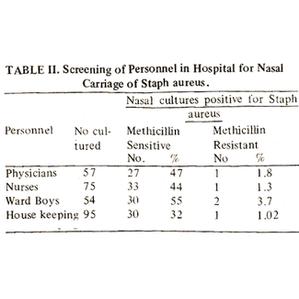 TABLE II. Screening of Personnel in Hospital for Nasal
Carriage of Staph aureus.
Nasal cultures positive for Staph
aureus
Personnel No cul- Methicillin Methicillin
tured Sensitive Resistant
No. % No %
Physicians 57 27 47 1 1.8
Nurses 75 33 44 1 1.3
Ward Boys 54 30 55 2 3.7
House keeping 95 30 32 1 1.02